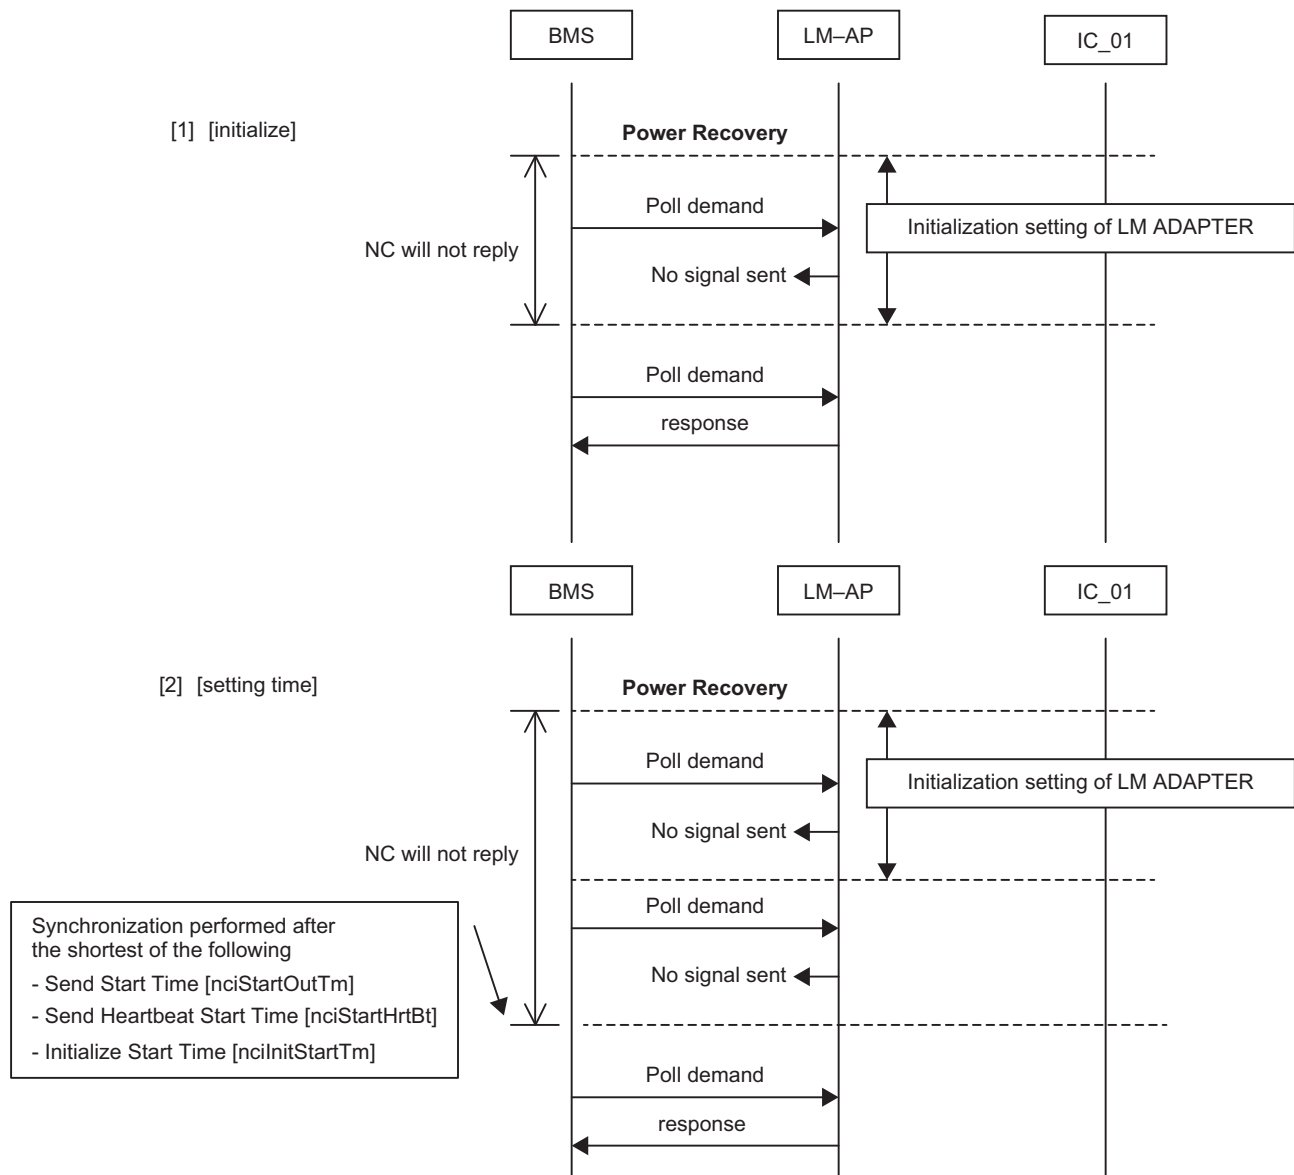 BMS
LM–AP
IC_01
[1] [initialize]
Power Recovery
Poll demand
Initialization setting of LM ADAPTER
NC will not reply
No signal sent
Poll demand
response
BMS
LM–AP
IC_01
[2] [setting time]
Power Recovery
Poll demand
Initialization setting of LM ADAPTER
No signal sent
NC will not reply
Poll demand
Synchronization performed after
the shortest of the following
- Send Start Time [nciStartOutTm]
- Send Heartbeat Start Time [nciStartHrtBt]
- Initialize Start Time [nciInitStartTm]
No signal sent
Poll demand
response